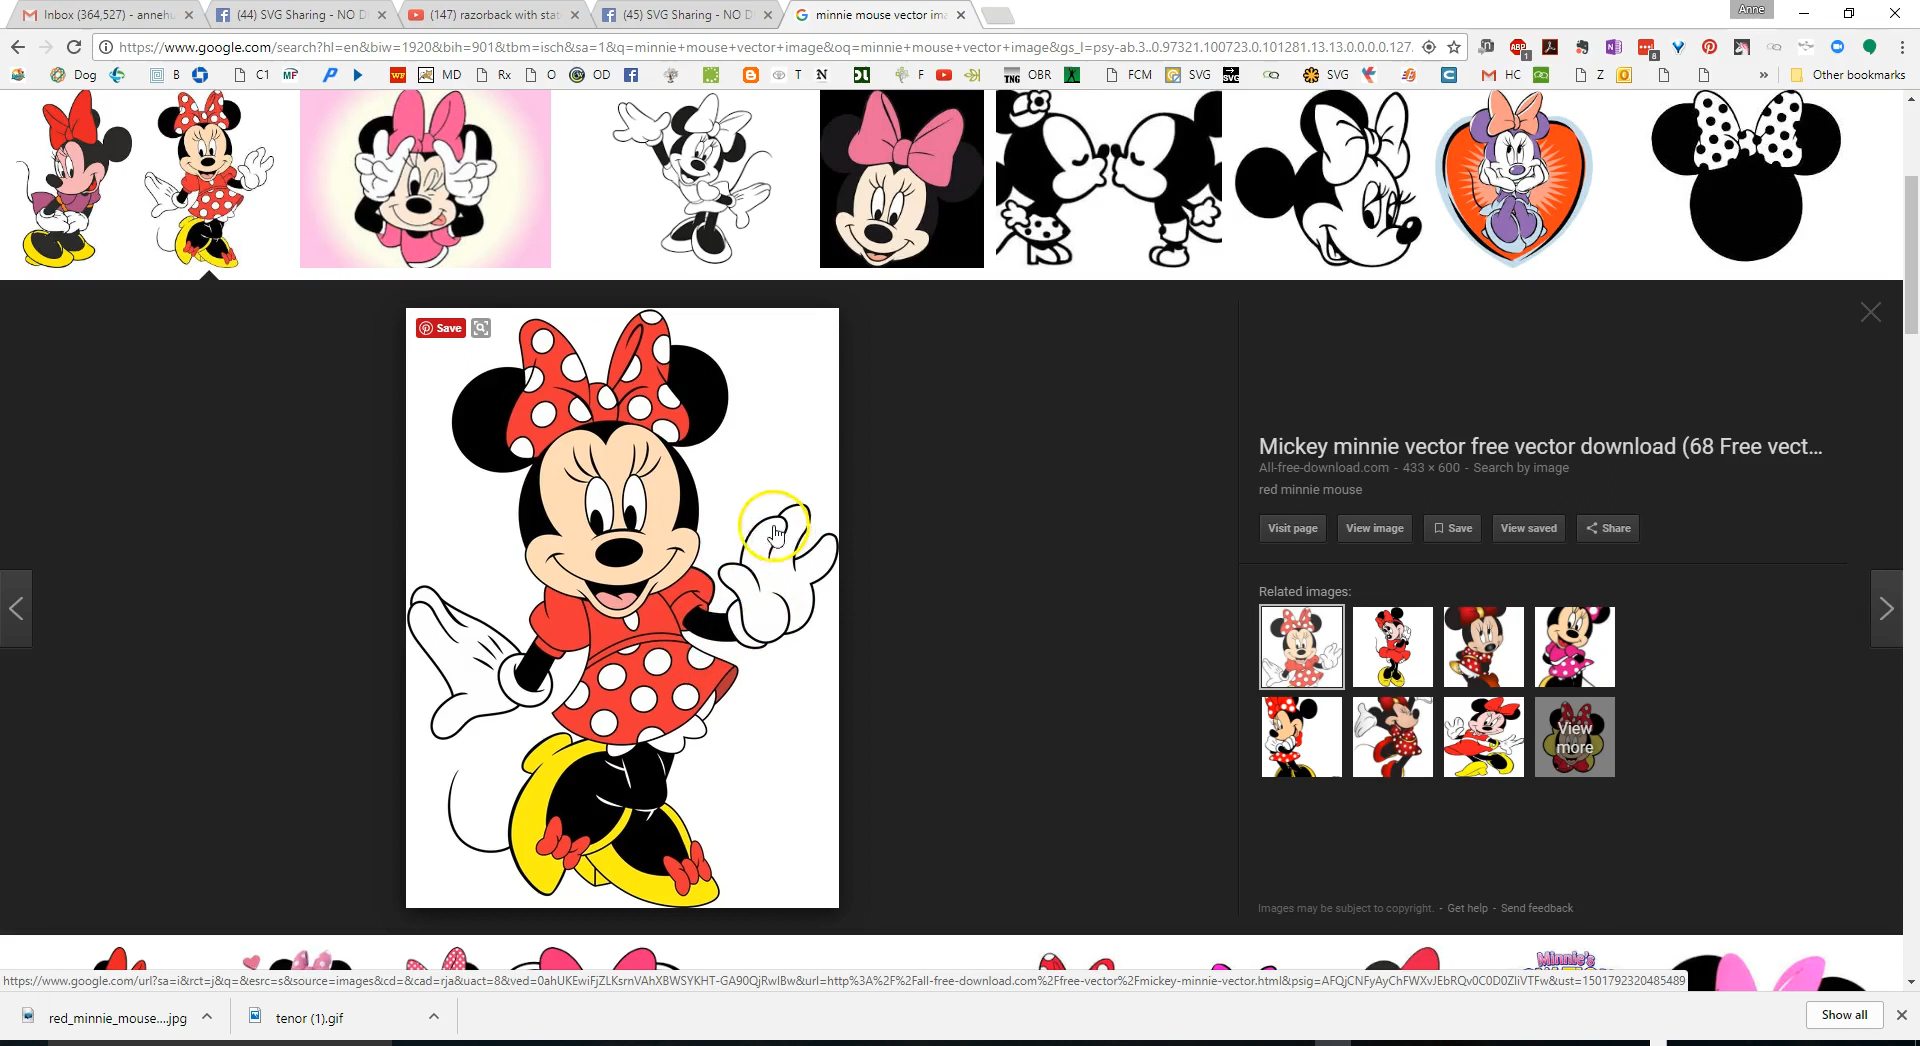 Inbox (364,527) - annehu
(44) SVG Sharing - NO D
(147) razorback with stat
(45) SVG Sharing - NO D
minnie mouse vector ima
Anne
https://www.google.com/search?hl=en&biw=1920&bih=901&tbm=isch&sa=1&q=minnie+mouse+vector+image&oq=minnie+mouse+vector+image&gs_l=psy-ab.3..0.97321.100723.0.101281.13.13.0.0.0.0.127.
Dog B C1 MF WF MD Rx O OD T N OBR FCM SVG SVG F HC Z » Other bookmarks
Save
Mickey minnie vector free vector download (68 Free vect...
All-free-download.com - 433 × 600 - Search by image
red minnie mouse
Visit page View image Save View saved Share
Related images:
View more
Images may be subject to copyright. - Get help - Send feedback
Minnie's
https://www.google.com/url?sa=i&rct=j&q=&esrc=s&source=images&cd=&cad=rja&uact=8&ved=0ahUKEwiFjZLKsrnVAhXBWSYKHT-GA90QjRwIBw&url=http%3A%2F%2Fall-free-download.com%2Ffree-vector%2Fmickey-minnie-vector.html&psig=AFQjCNFyAyChFWXvJEbRQv0C0D0ZIiVTFw&ust=1501792320485489
red_minnie_mouse....jpg
tenor (1).gif
Show all